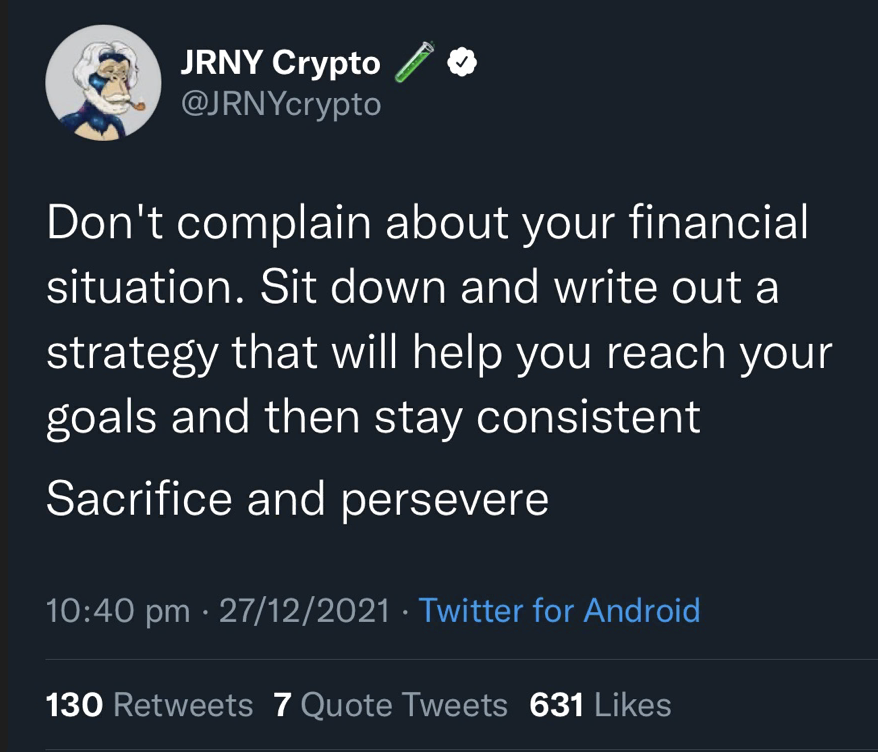 JRNY Crypto
@JRNYcrypto
Don't complain about your financial
situation. Sit down and write out a
strategy that will help you reach your
goals and then stay consistent
Sacrifice and persevere
10:40 pm · 27/12/2021 · Twitter for Android
130 Retweets 7 Quote Tweets 631 Likes